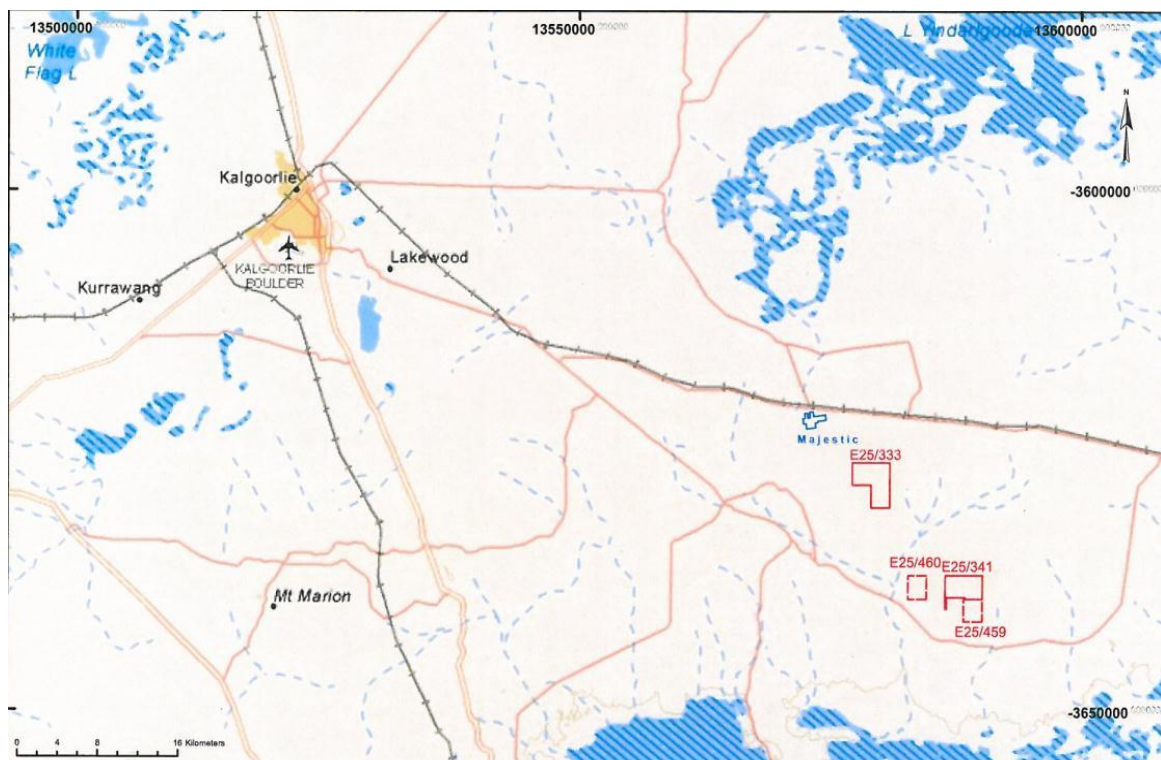 13500000
13550000
13600000
White
Flag L
L Yindarlgooda
N
-3600000
Kalgoorlie
Lakewood
KALGOORLIE
BOULDER
Kurrawang
Majestic
E25/333
E25/460
E25/341
Mt Marion
E25/459
-3650000
0 4 8 16 Kilometers